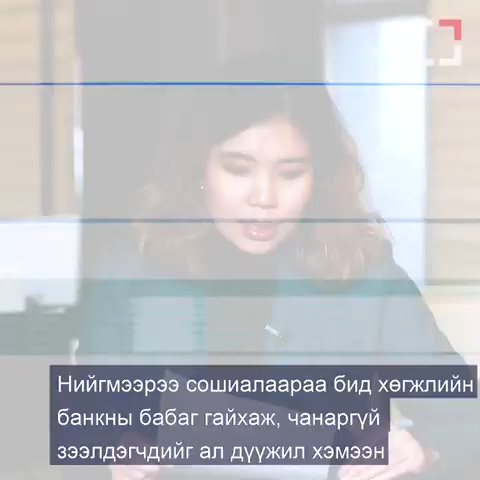 Нийгмээрээ сошиалаараа бид хөгжлийн
банкны бабаг гайхаж, чанаргүй
зээлдэгчдийг ал дүүжил хэмээн